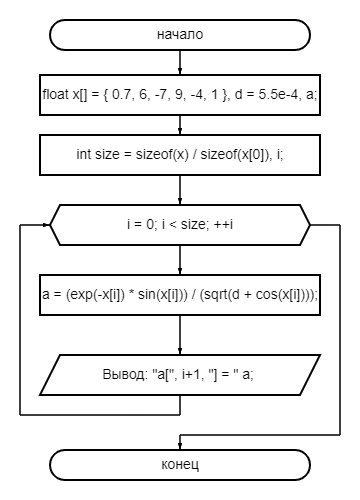 начало
float x[] = { 0.7, 6, -7, 9, -4, 1 }, d = 5.5e-4, a;
int size = sizeof(x) / sizeof(x[0]), i;
i = 0; i < size; ++i
a = (exp(-x[i]) * sin(x[i])) / (sqrt(d + cos(x[i])));
Вывод: "a[", i+1, "] = " a;
конец